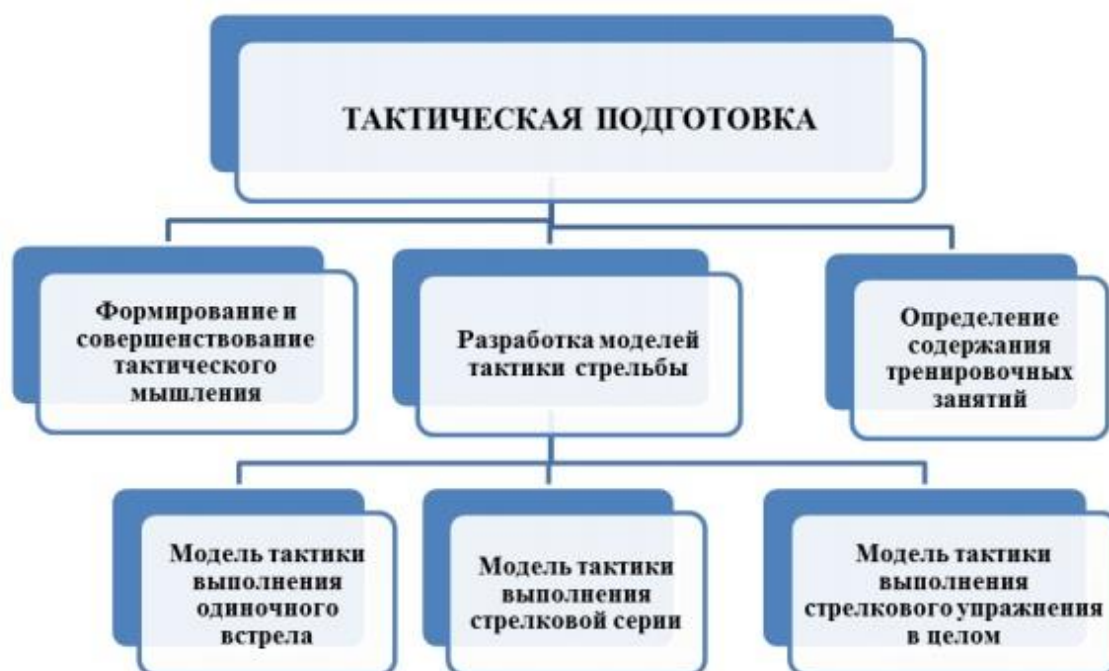 ТАКТИЧЕСКАЯ ПОДГОТОВКА
Формирование и
совершенствование
тактического
мышления
Разработка моделей
тактики стрельбы
Определение
содержания
тренировочных
занятий
Модель тактики
выполнения
одиночного
встрела
Модель тактики
выполнения
стрелковой серии
Модель тактики
выполнения
стрелкового упражнения
в целом